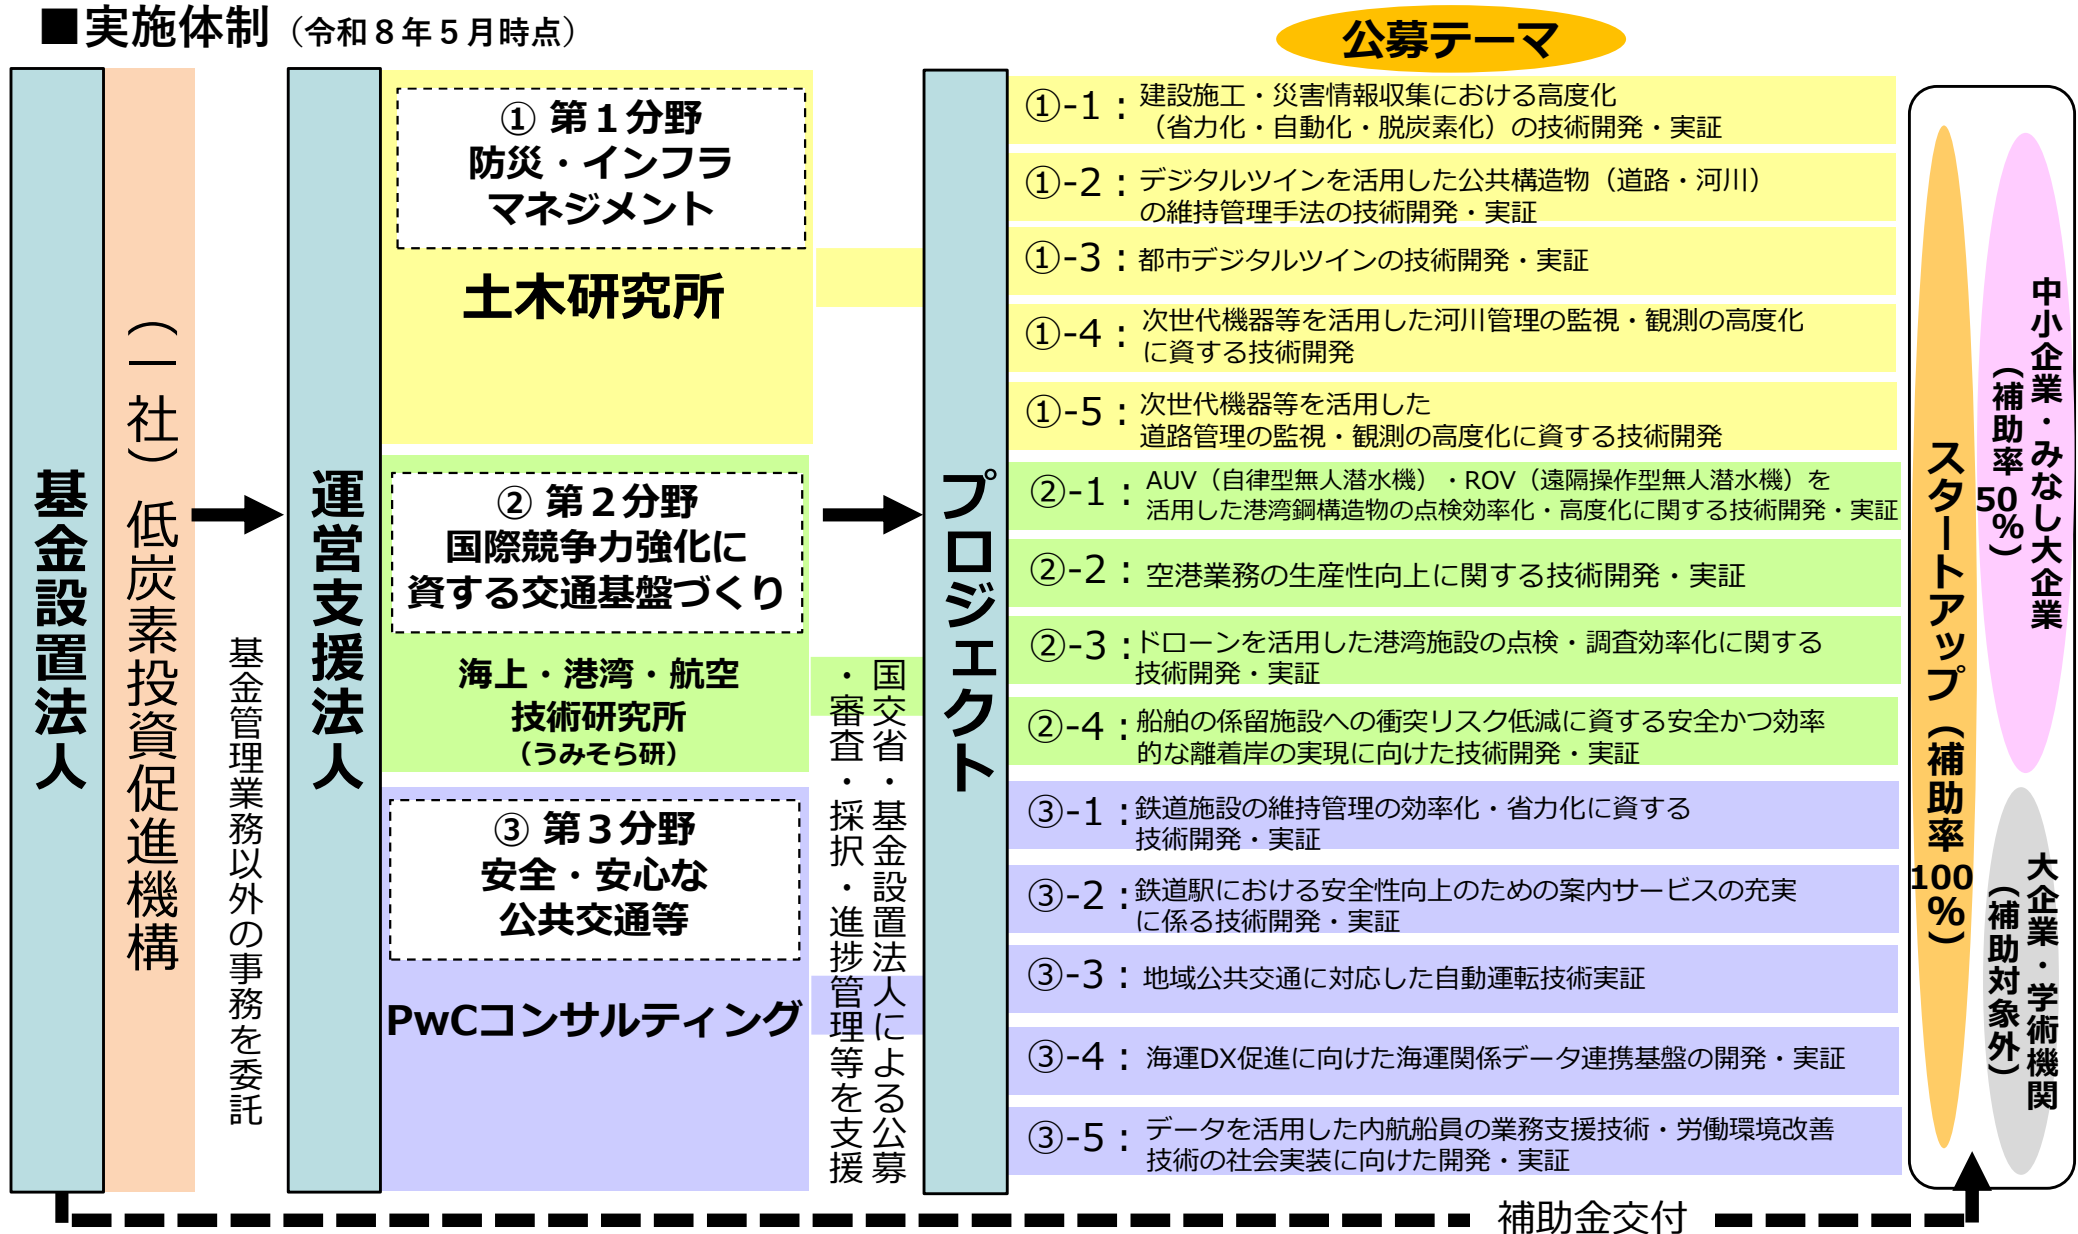 ■実施体制（令和８年５月時点）
公募テーマ
基金設置法人
（一社）低炭素投資促進機構
基金管理業務以外の事務を委託
運営支援法人
① 第１分野
防災・インフラ
マネジメント
土木研究所
② 第２分野
国際競争力強化に
資する交通基盤づくり
海上・港湾・航空
技術研究所
（うみそら研）
③ 第３分野
安全・安心な
公共交通等
PwCコンサルティング
国交省・基金設置法人による公募
・審査・採択・進捗管理等を支援
プロジェクト
①-1：建設施工・災害情報収集における高度化
（省力化・自動化・脱炭素化）の技術開発・実証
①-2：デジタルツインを活用した公共構造物（道路・河川）
の維持管理手法の技術開発・実証
①-3：都市デジタルツインの技術開発・実証
①-4：次世代機器等を活用した河川管理の監視・観測の高度化
に資する技術開発
①-5：次世代機器等を活用した
道路管理の監視・観測の高度化に資する技術開発
②-1：AUV（自律型無人潜水機）・ROV（遠隔操作型無人潜水機）を
活用した港湾鋼構造物の点検効率化・高度化に関する技術開発・実証
②-2：空港業務の生産性向上に関する技術開発・実証
②-3：ドローンを活用した港湾施設の点検・調査効率化に関する
技術開発・実証
②-4：船舶の係留施設への衝突リスク低減に資する安全かつ効率
的な離着岸の実現に向けた技術開発・実証
③-1：鉄道施設の維持管理の効率化・省力化に資する
技術開発・実証
③-2：鉄道駅における安全性向上のための案内サービスの充実
に係る技術開発・実証
③-3：地域公共交通に対応した自動運転技術実証
③-4：海運DX促進に向けた海運関係データ連携基盤の開発・実証
③-5：データを活用した内航船員の業務支援技術・労働環境改善
技術の社会実装に向けた開発・実証
スタートアップ（補助率100%）
中小企業・みなし大企業
（補助率50%）
大企業・学術機関
（補助対象外）
補助金交付